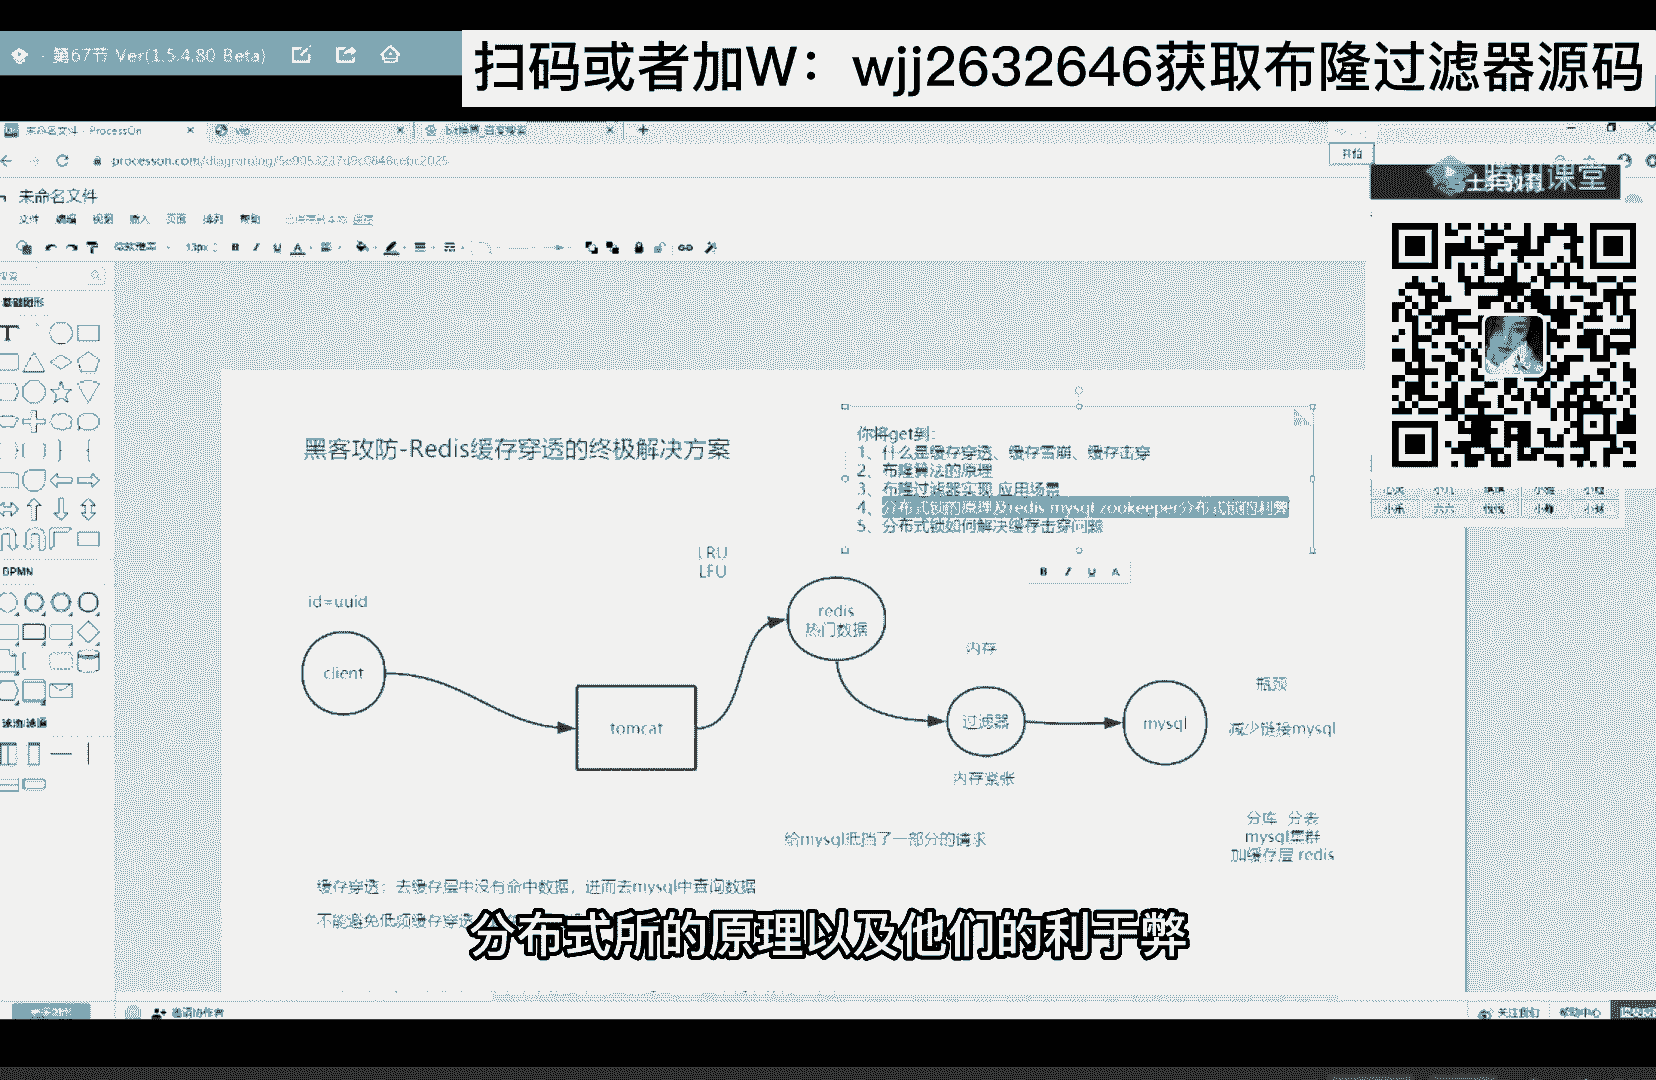 第67节 Ver(1.5.4.80 Beta)
扫码或者加W：wjj2632646获取布隆过滤器源码
未命名文件 - ProcessOn
vip
processon.com/diagraming/
开始
腾讯课堂
未命名文件
文件 编辑 视图 插入 页面 排列 帮助
13px
B I U A
基础图形
T
你将get到：
1、什么是缓存穿透、缓存雪崩、缓存击穿
2、布隆算法的原理
3、布隆过滤器实现 应用场景
4、分布式锁的原理及redis mysql zookeeper分布式锁的利弊
5、分布式锁如何解决缓存击穿问题
黑客攻防-Redis缓存穿透的终极解决方案
LRU
LFU
B I U A
BPMN
id=uuid
redis
热门数据
client
内存
瓶颈
tomcat
过滤器
mysql
减少链接mysql
内存紧张
分库 分表
给mysql抵挡了一部分的请求
mysql集群
加缓存层 redis
缓存穿透：去缓存层中没有命中数据，进而去mysql中查询数据
不能避免低频缓存穿透
分布式所的原理以及他们的利于弊
邀请协作者
关注我们 帮助中心